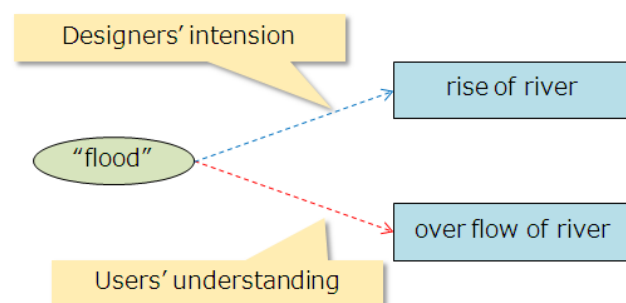 Designers’ intension
rise of river
“flood”
over flow of river
Users’ understanding